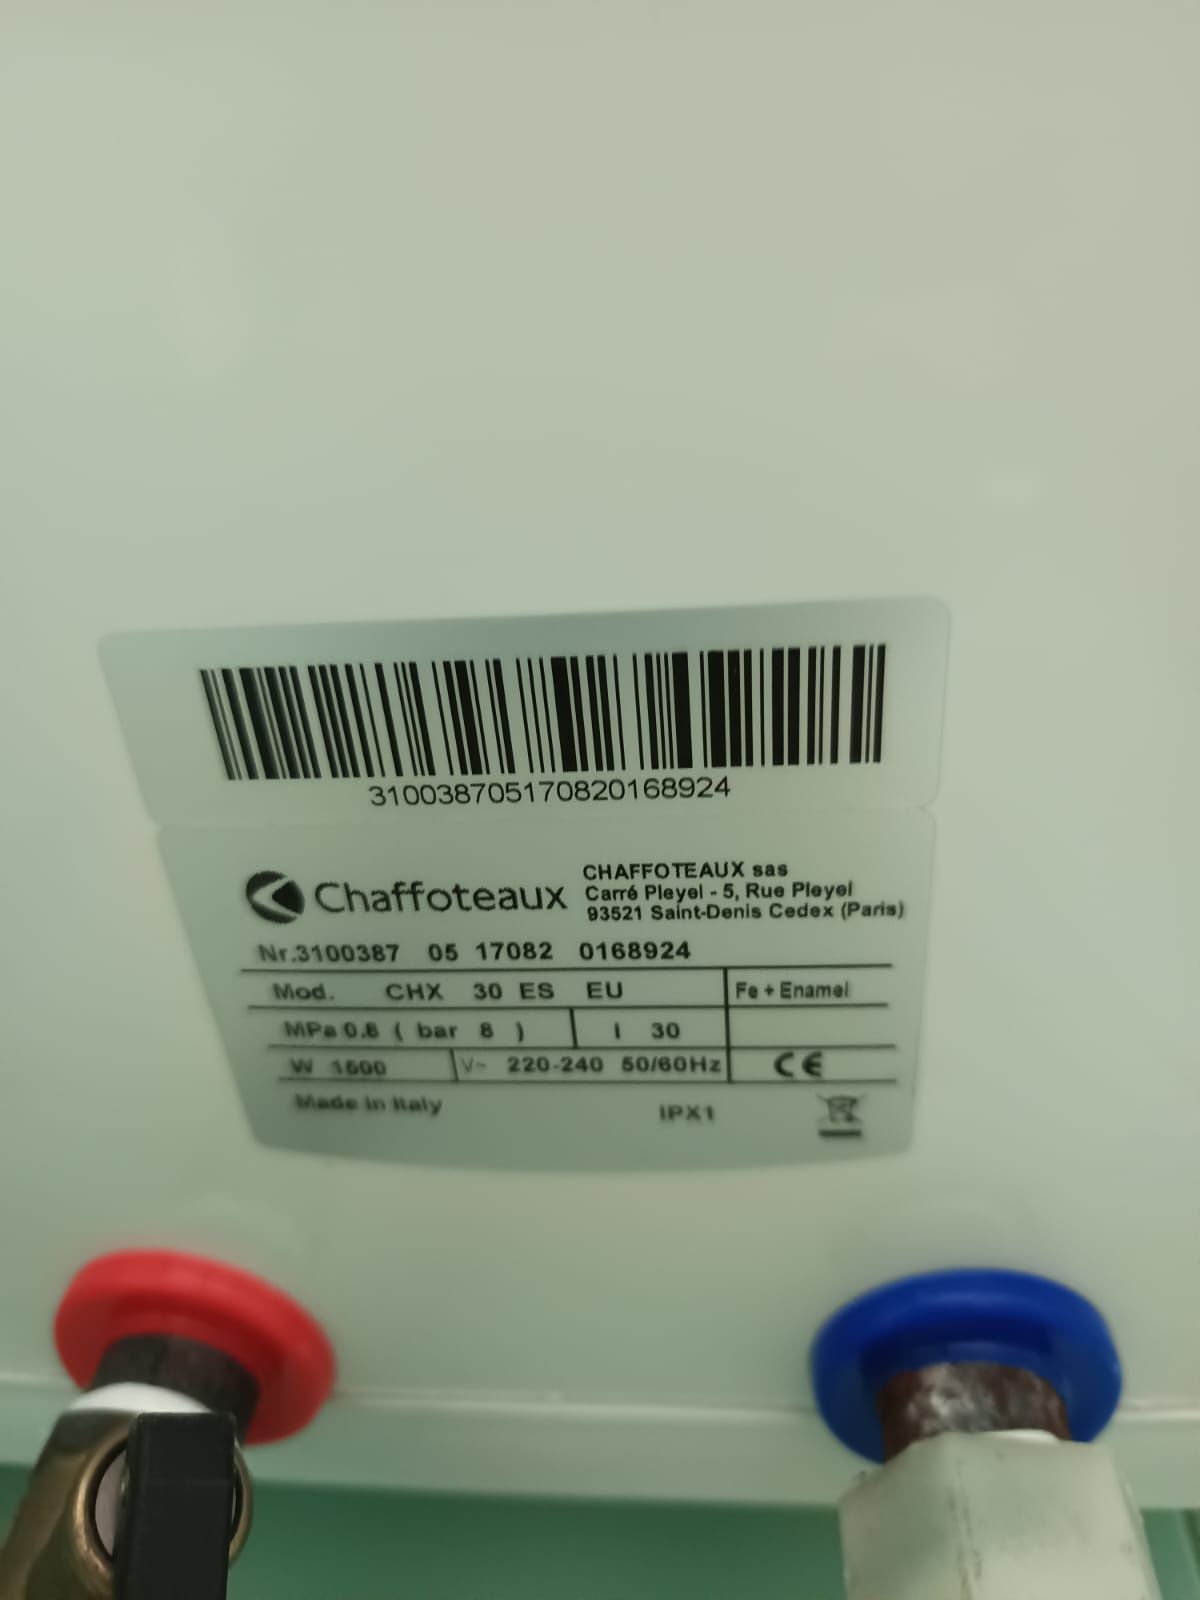 310038705170820168924
Chaffoteaux
CHAFFOTEAUX sas
Carré Pleyel - 5, Rue Pleyel
93521 Saint-Denis Cedex (Paris)
Nr.3100387 05 17082 0168924
Mod. CHX 30 ES EU Fe + Enamel
MPa 0.8 ( bar 8 ) l 30
W 1500 V~ 220-240 50/60Hz CE
Made in Italy IPX1